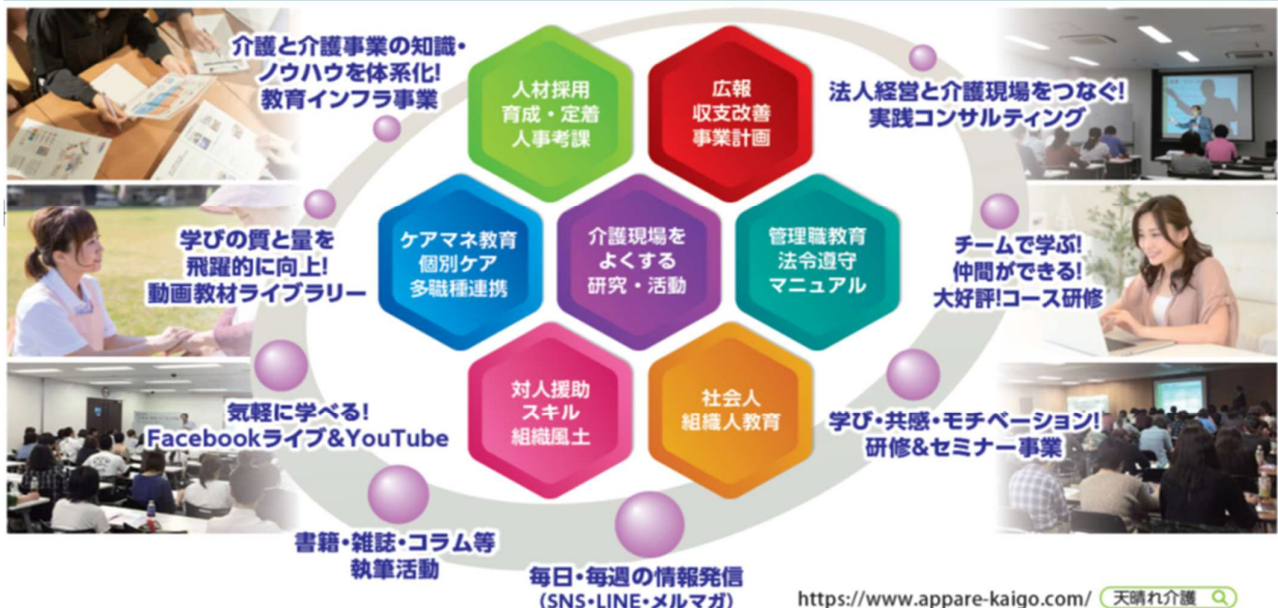 介護と介護事業の知識・
ノウハウを体系化!
教育インフラ事業
学びの質と量を
飛躍的に向上!
動画教材ライブラリー
気軽に学べる!
Facebookライブ&YouTube
書籍・雑誌・コラム等
執筆活動
毎日・毎週の情報発信
(SNS・LINE・メルマガ)
人材採用
育成・定着
人事考課
広報
収支改善
事業計画
ケアマネ教育
個別ケア
多職種連携
介護現場を
よくする
研究・活動
管理職教育
法令遵守
マニュアル
対人援助
スキル
組織風土
社会人
組織人教育
法人経営と介護現場をつなぐ!
実践コンサルティング
チームで学ぶ!
仲間ができる!
大好評!コース研修
学び・共感・モチベーション!
研修&セミナー事業
https://www.appare-kaigo.com/ 天晴れ介護